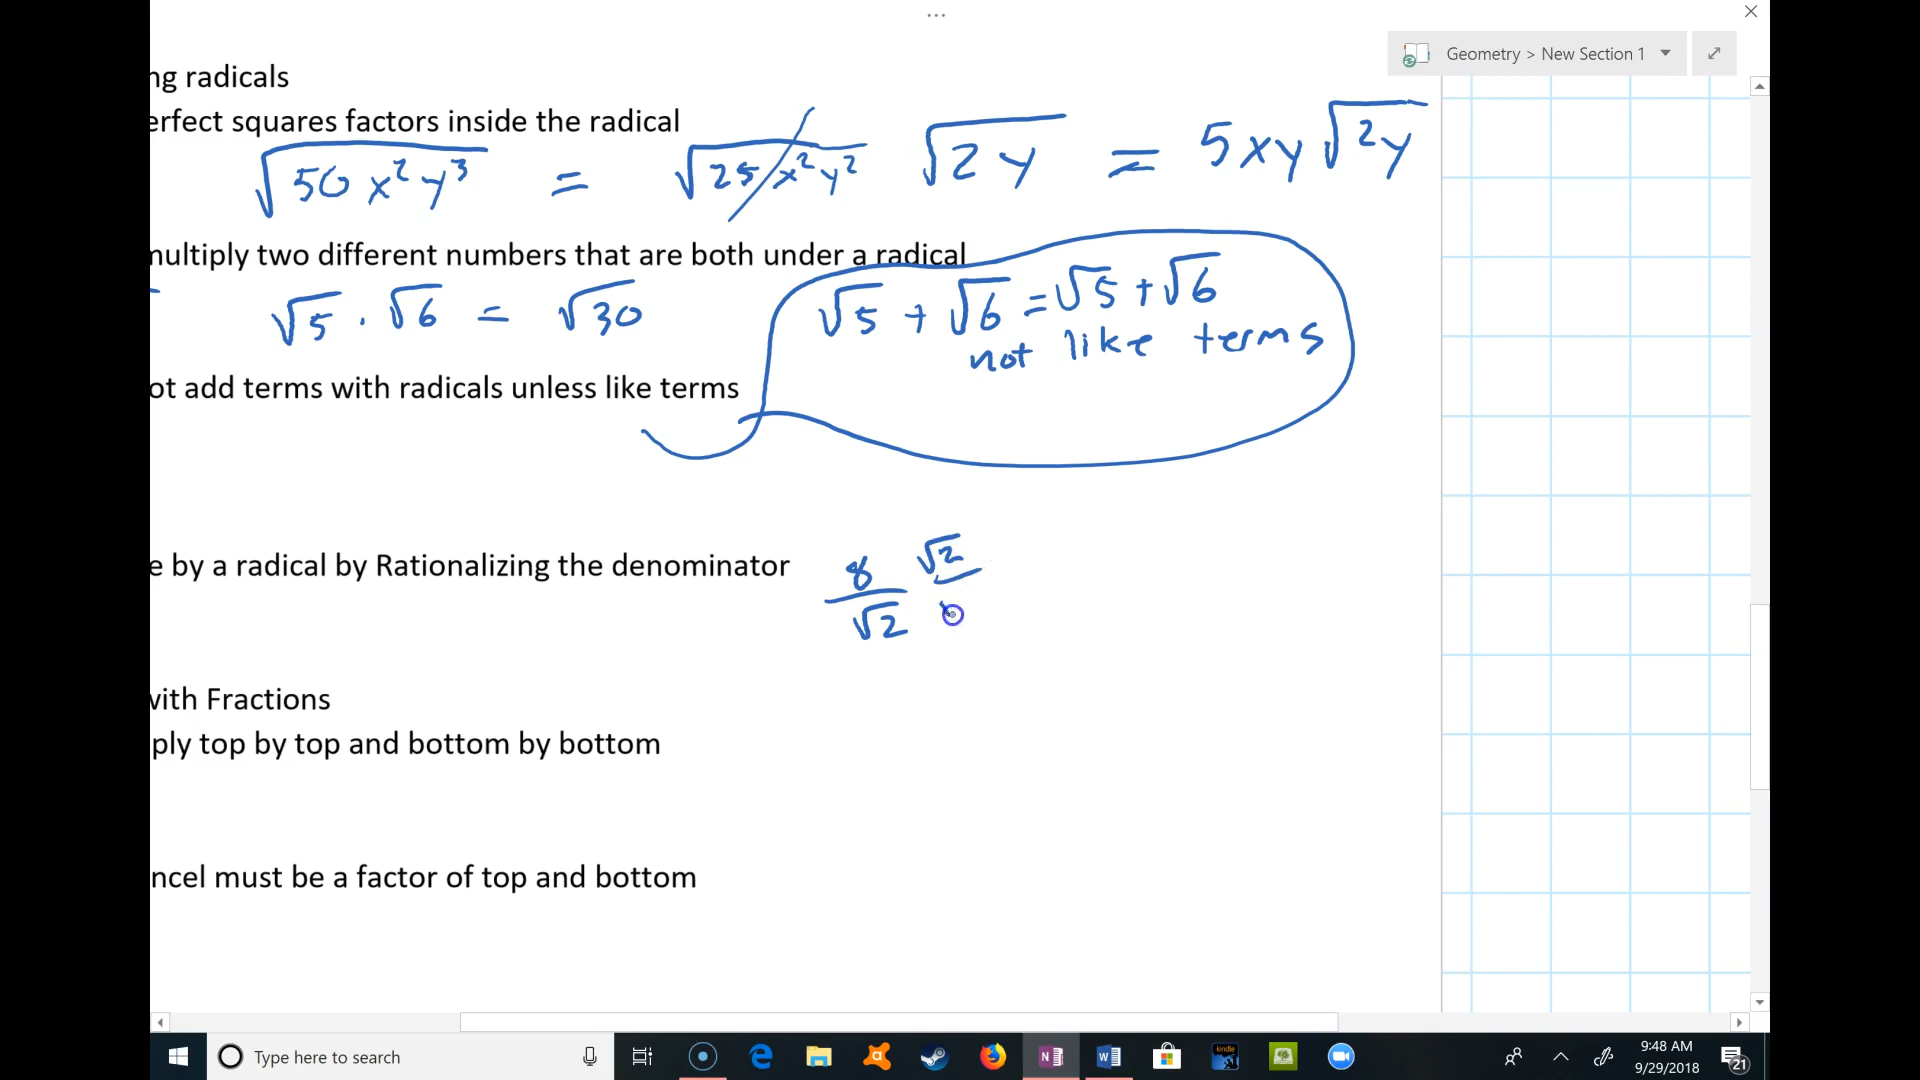 ...
Geometry > New Section 1
ng radicals
erfect squares factors inside the radical
√50x²y³ = √25x²y² √2y = 5xy√2y
multiply two different numbers that are both under a radical
√5 · √6 = √30
√5 + √6 = √5 + √6
not like terms
ot add terms with radicals unless like terms
e by a radical by Rationalizing the denominator
8 √2
√2
with Fractions
ply top by top and bottom by bottom
ncel must be a factor of top and bottom
Type here to search
kindle
9:48 AM
9/29/2018
21